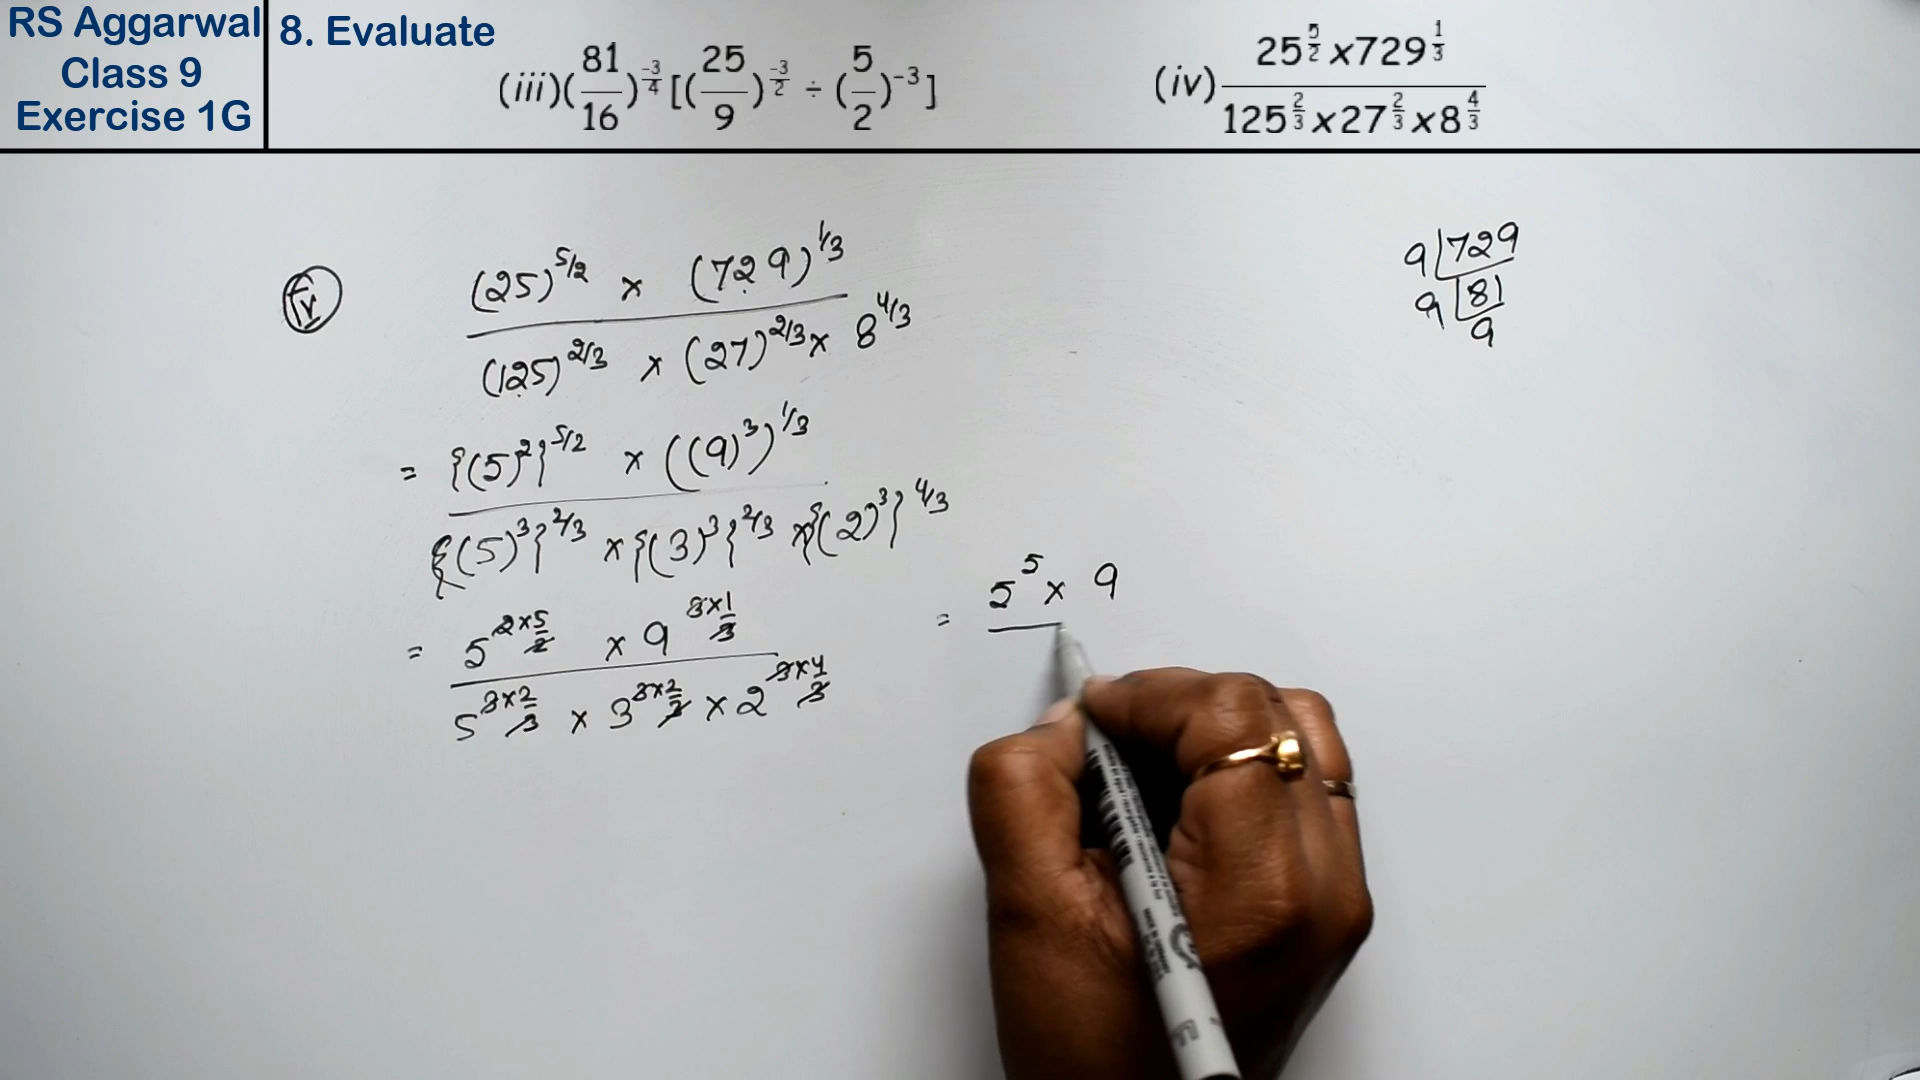 RS Aggarwal
Class 9
Exercise 1G
8. Evaluate
(iii)(81/16)^(-3/4)[(25/9)^(-3/2) ÷ (5/2)^-3]
(iv) 25^(5/2) x 729^(1/3)
125^(2/3) x 27^(2/3) x 8^(4/3)
(iv) (25)^5/2 x (729)^1/3
(125)^2/3 x (27)^2/3 x 8^4/3
= {(5)^2}^5/2 x ((9)^3)^1/3
{(5)^3}^2/3 x {(3)^3}^2/3 x {(2)^3}^4/3
= 5^(2x5/2) x 9^(3x1/3)
5^(3x2/3) x 3^(3x2/3) x 2^(3x4/3)
= 5^5 x 9
9 | 729
9 | 81
9